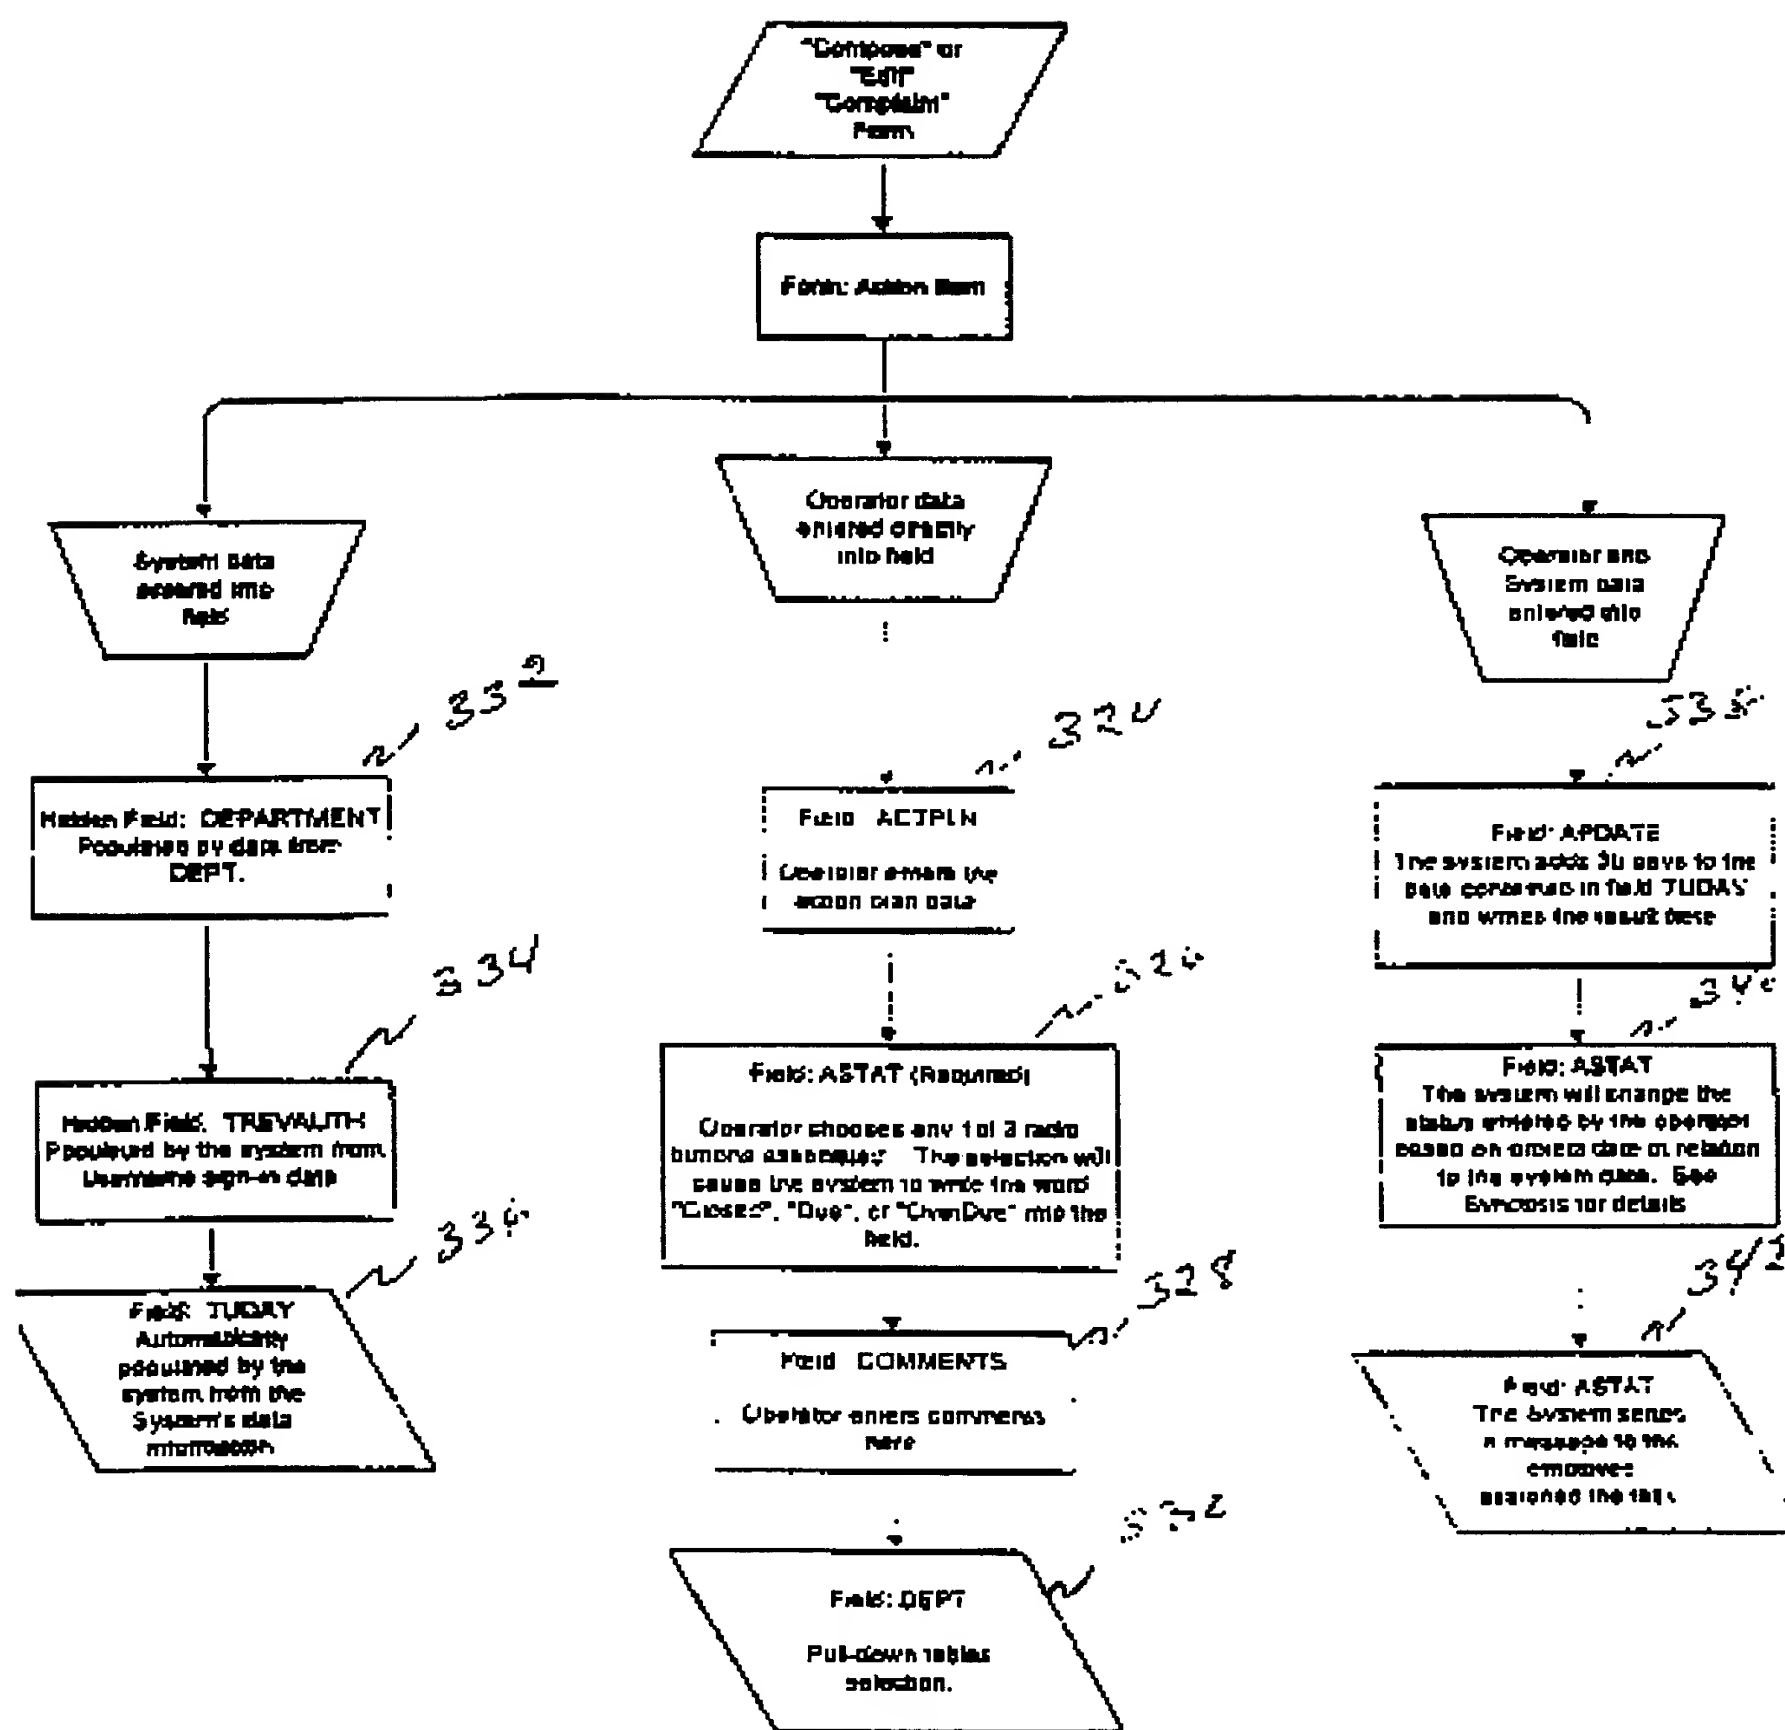 "Compose" or
"Edit"
"Complaint"
Form
Form: Action Item
System Data
entered into
field
Operator data
entered directly
into field
Operator and
System data
entered into
field
332
Hidden Field: DEPARTMENT
Populated by data from
DEPT.
334
Hidden Field: TREVAUTH
Populated by the system from
Username sign-in data
Field: TODAY
Automatically
populated by the
system from the
System's data
information
Field ACTPLN
Operator enters the
action plan data
Field: ASTAT (Required)
Operator chooses any 1 of 3 radio
buttons The selection will
cause the system to write the word
"Closed", "Due", or "OverDue" into the
field.
328
Field COMMENTS
Operator enters comments
here
Field: DEPT
Pull-down tables
selection.
Field: APDATE
The system adds 30 days to the
date contained in field TODAY
and writes the result here
Field: ASTAT
The system will change the
status entered by the operator
based on date in relation
to the system date. See
Synopsis for details
342
Field: ASTAT
The System sends
a message to the
employee
assigned the task.